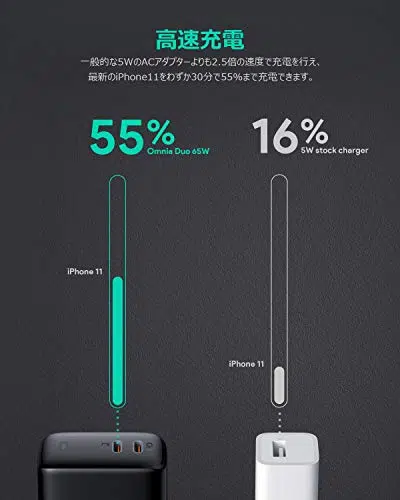 高速充電
一般的な5WのACアダプターよりも2.5倍の速度で充電を行え、
最新のiPhone11をわずか30分で55%まで充電できます。
55%
Omnia Duo 65W
16%
5W stock charger
iPhone 11
iPhone 11